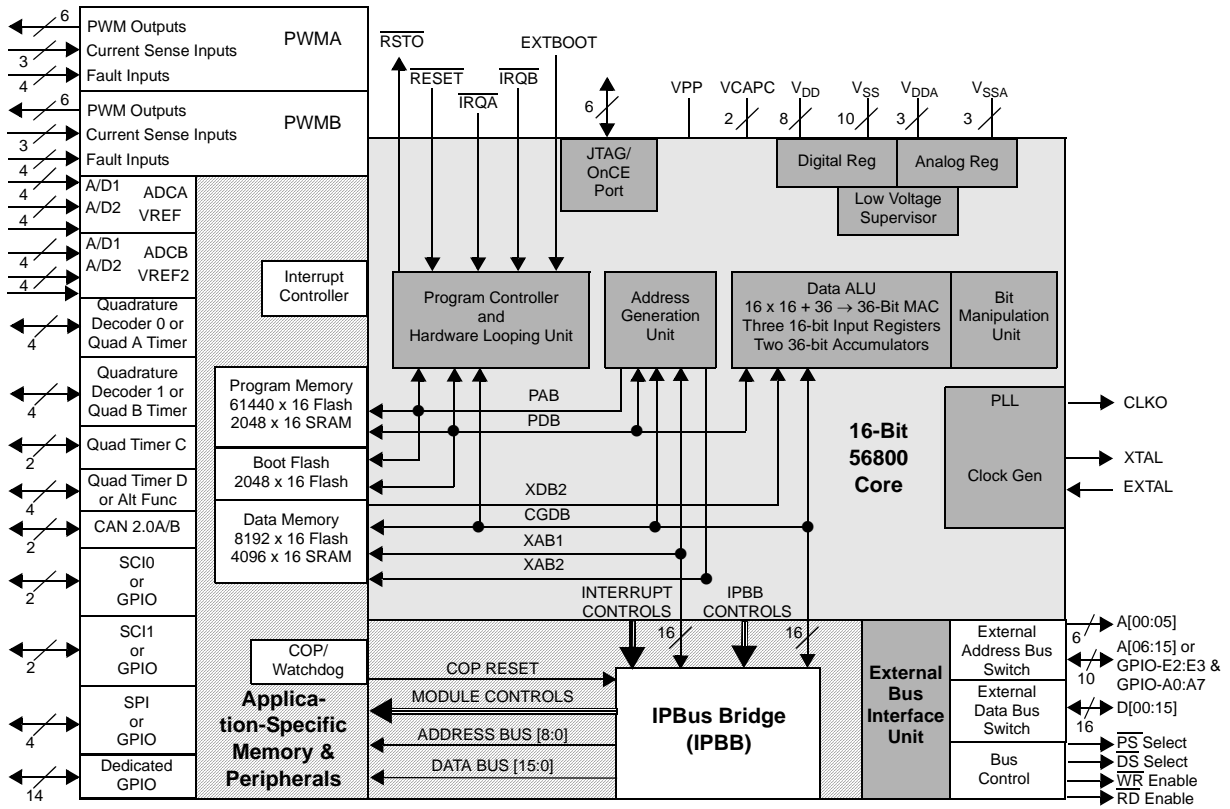 6
PWM Outputs
PWMA
Current Sense Inputs
3
Fault Inputs
4
6
PWM Outputs
PWMB
Current Sense Inputs
3
Fault Inputs
4
A/D1
ADCA
4
A/D2
VREF
4
A/D1
ADCB
4
A/D2
VREF2
4
Quadrature
Decoder 0 or
Quad A Timer
4
Quadrature
Decoder 1 or
Quad B Timer
4
Quad Timer C
2
Quad Timer D
or Alt Func
4
CAN 2.0A/B
2
SCI0
or
GPIO
2
SCI1
or
GPIO
2
SPI
or
GPIO
4
Dedicated
GPIO
14
Interrupt
Controller
Program Memory
61440 x 16 Flash
2048 x 16 SRAM
Boot Flash
2048 x 16 Flash
Data Memory
8192 x 16 Flash
4096 x 16 SRAM
COP/
Watchdog
Applica-
tion-Specific
Memory &
Peripherals
RSTO
RESET
IRQA
IRQB
EXTBOOT
6
JTAG/
OnCE
Port
VPP
VCAPC
2
VDD
8
VSS
10
VDDA
3
VSSA
3
Digital Reg
Analog Reg
Low Voltage
Supervisor
Program Controller
and
Hardware Looping Unit
Address
Generation
Unit
Data ALU
16 x 16 + 36 → 36-Bit MAC
Three 16-bit Input Registers
Two 36-bit Accumulators
Bit
Manipulation
Unit
PAB
PDB
XDB2
CGDB
XAB1
XAB2
16-Bit
56800
Core
PLL
Clock Gen
CLKO
XTAL
EXTAL
INTERRUPT
CONTROLS
16
IPBB
CONTROLS
16
COP RESET
MODULE CONTROLS
ADDRESS BUS [8:0]
DATA BUS [15:0]
IPBus Bridge
(IPBB)
External
Bus
Interface
Unit
External
Address Bus
Switch
External
Data Bus
Switch
Bus
Control
A[00:05]
6
A[06:15] or
GPIO-E2:E3 &
GPIO-A0:A7
10
D[00:15]
16
PS Select
DS Select
WR Enable
RD Enable